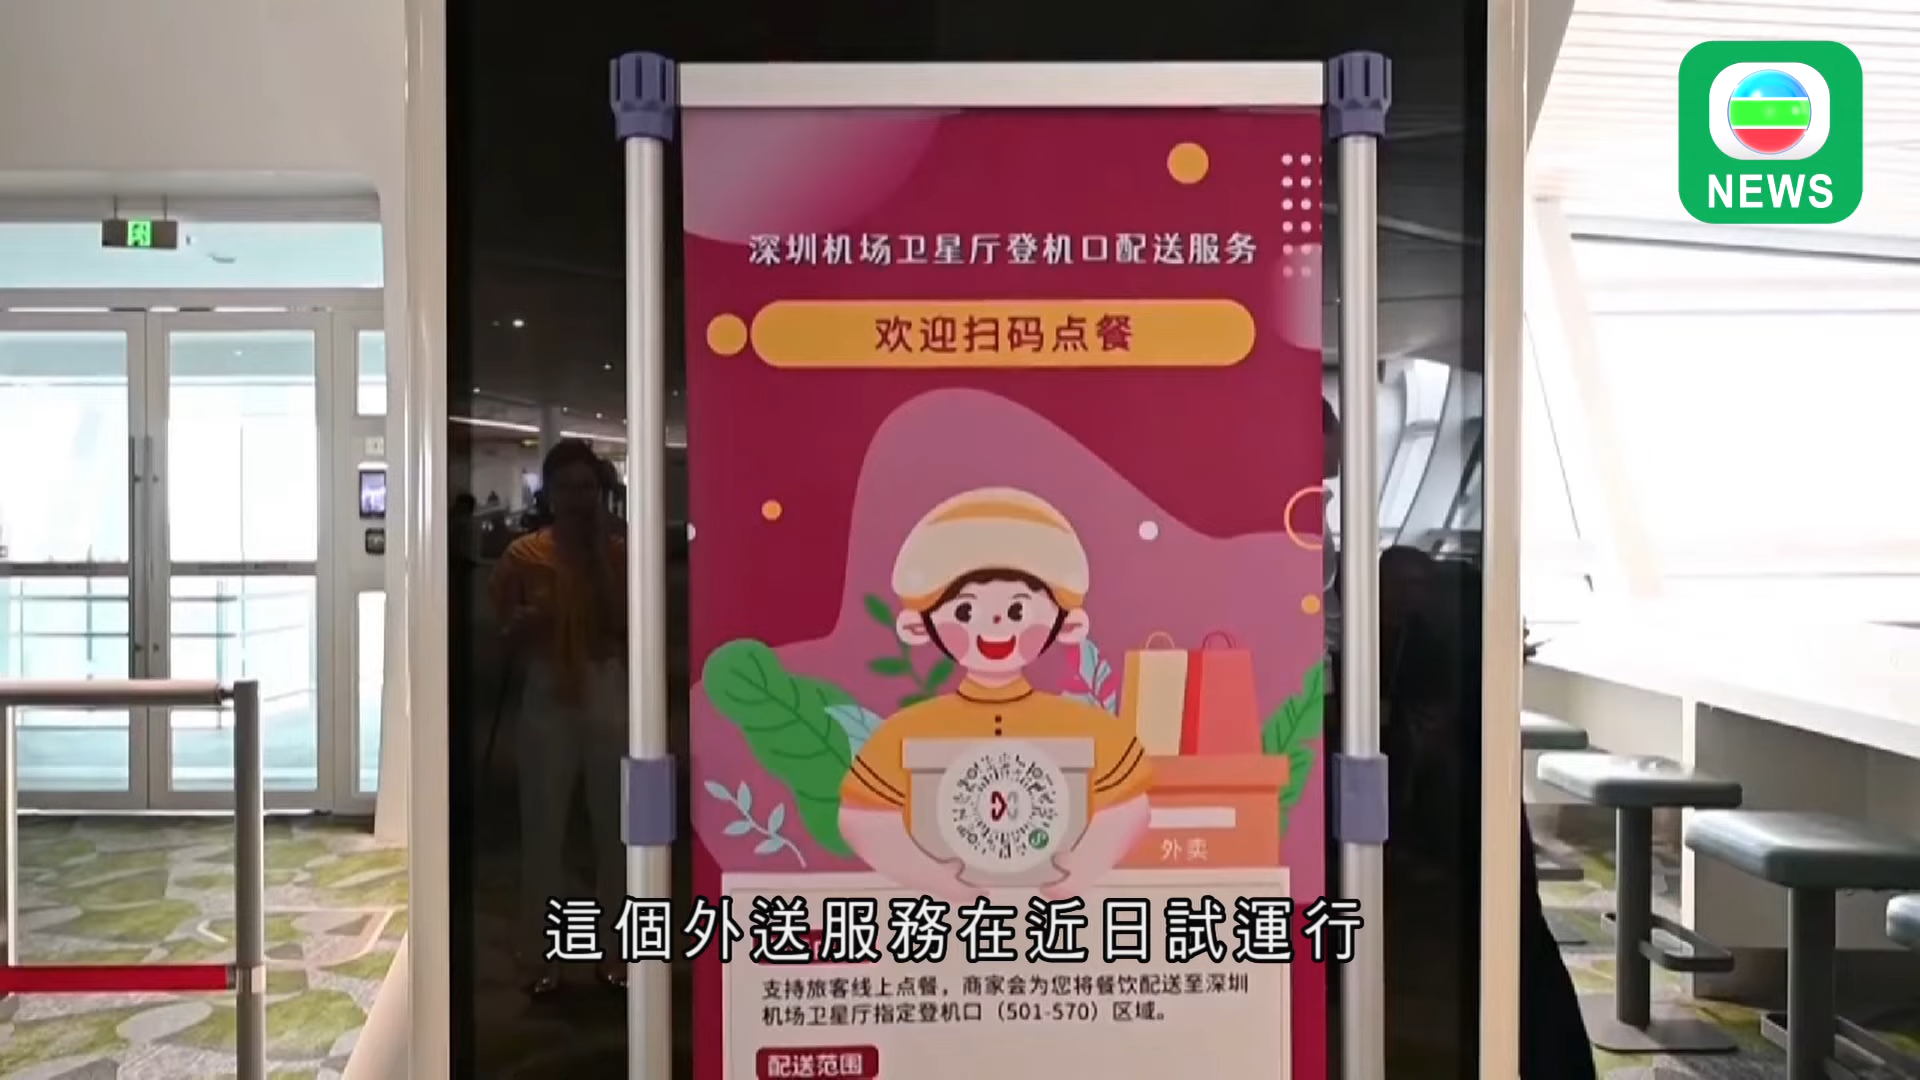 NEWS
深圳机场卫星厅登机口配送服务
欢迎扫码点餐
外卖
這個外送服務在近日試運行
支持旅客线上点餐，商家会为您将餐饮配送至深圳
机场卫星厅指定登机口（501-570）区域。
配送范围